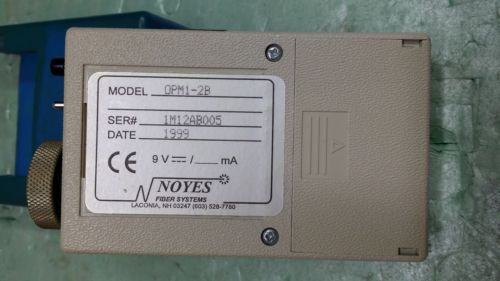 MODEL OPM1-2B
SER# 1M12AB005
DATE 1999
CE 9 V ⎓ / ___ mA
NOYES
FIBER SYSTEMS
LACONIA, NH 03247 (603) 528-7780